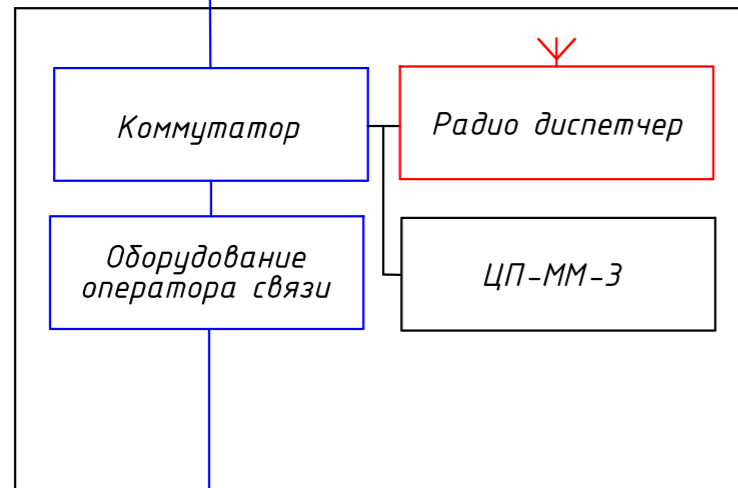 Коммутатор
Радио диспетчер
Оборудование
оператора связи
ЦП-ММ-3